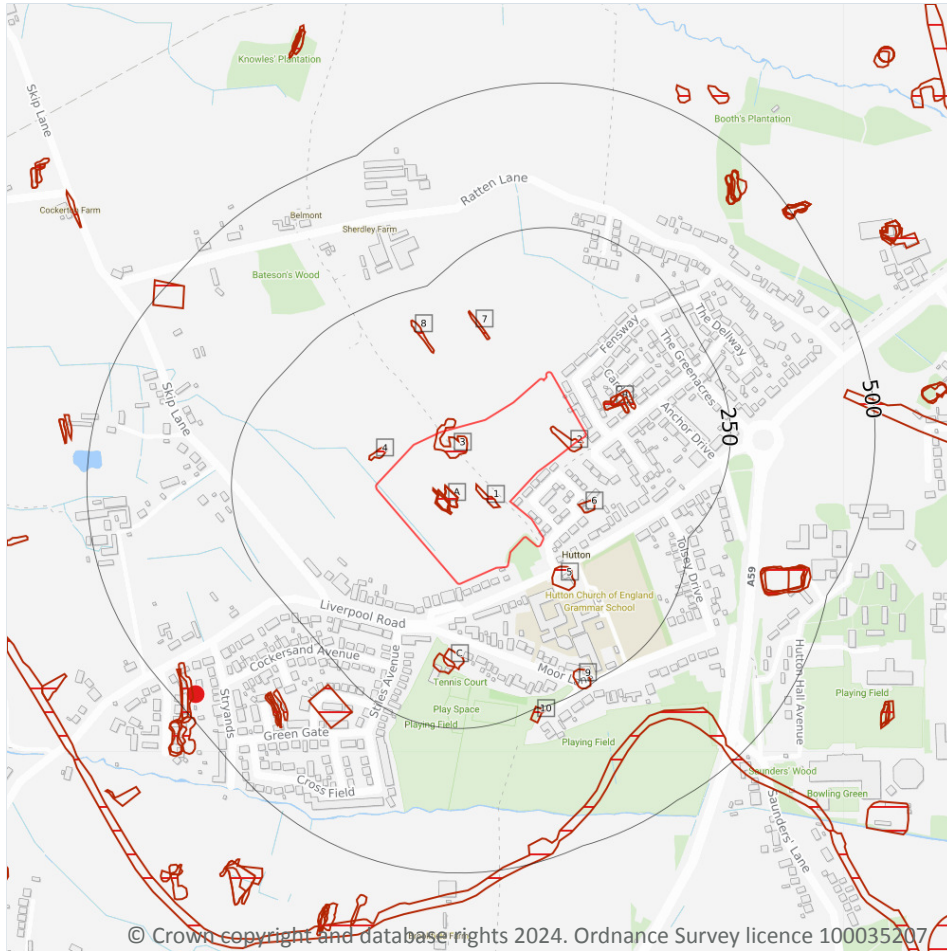 Knowles' Plantation
Skip Lane
Booth's Plantation
Ratten Lane
Cockerton Farm
Belmont
Sherdley Farm
Bateson's Wood
8
7
Fensway
The Dellway
The Greenacres
Skip Lane
500
250
Anchor Drive
4
3
2
A
1
6
Hutton
5
Hutton Church of England
Grammar School
Tolsey Drive
A59
Liverpool Road
Cockersand Avenue
C
Moor Lane
9
Tennis Court
Stries Avenue
Stryands
Play Space
Playing Field
10
Green Gate
Playing Field
Hutton Hall Avenue
Playing Field
Saunders' Wood
Cross Field
Bowling Green
Saunders' Lane
© Crown copyright and database rights 2024. Ordnance Survey licence 100035207